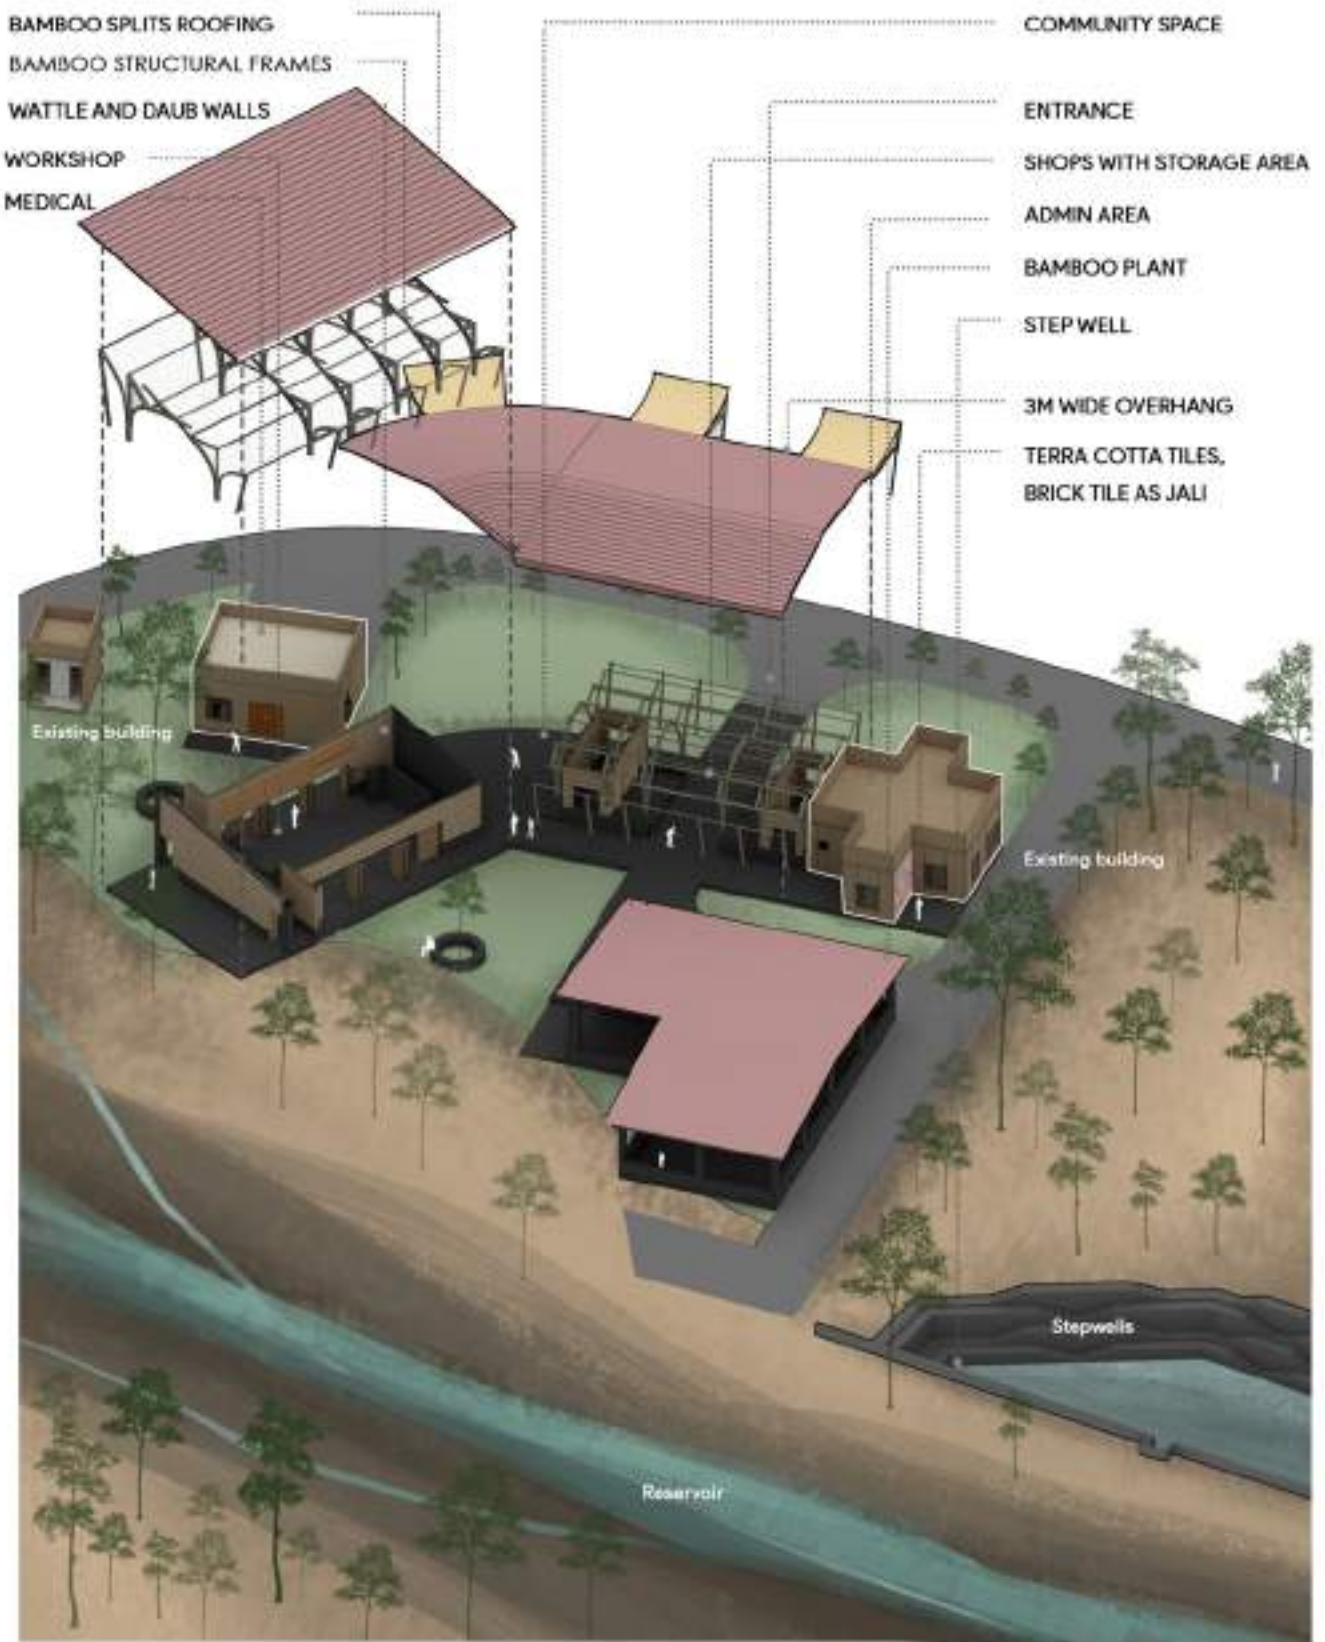 BAMBOO SPLITS ROOFING
BAMBOO STRUCTURAL FRAMES
WATTLE AND DAUB WALLS
WORKSHOP
MEDICAL
COMMUNITY SPACE
ENTRANCE
SHOPS WITH STORAGE AREA
ADMIN AREA
BAMBOO PLANT
STEP WELL
3M WIDE OVERHANG
TERRA COTTA TILES,
BRICK TILE AS JALI
Existing building
Existing building
Stepwells
Reservoir